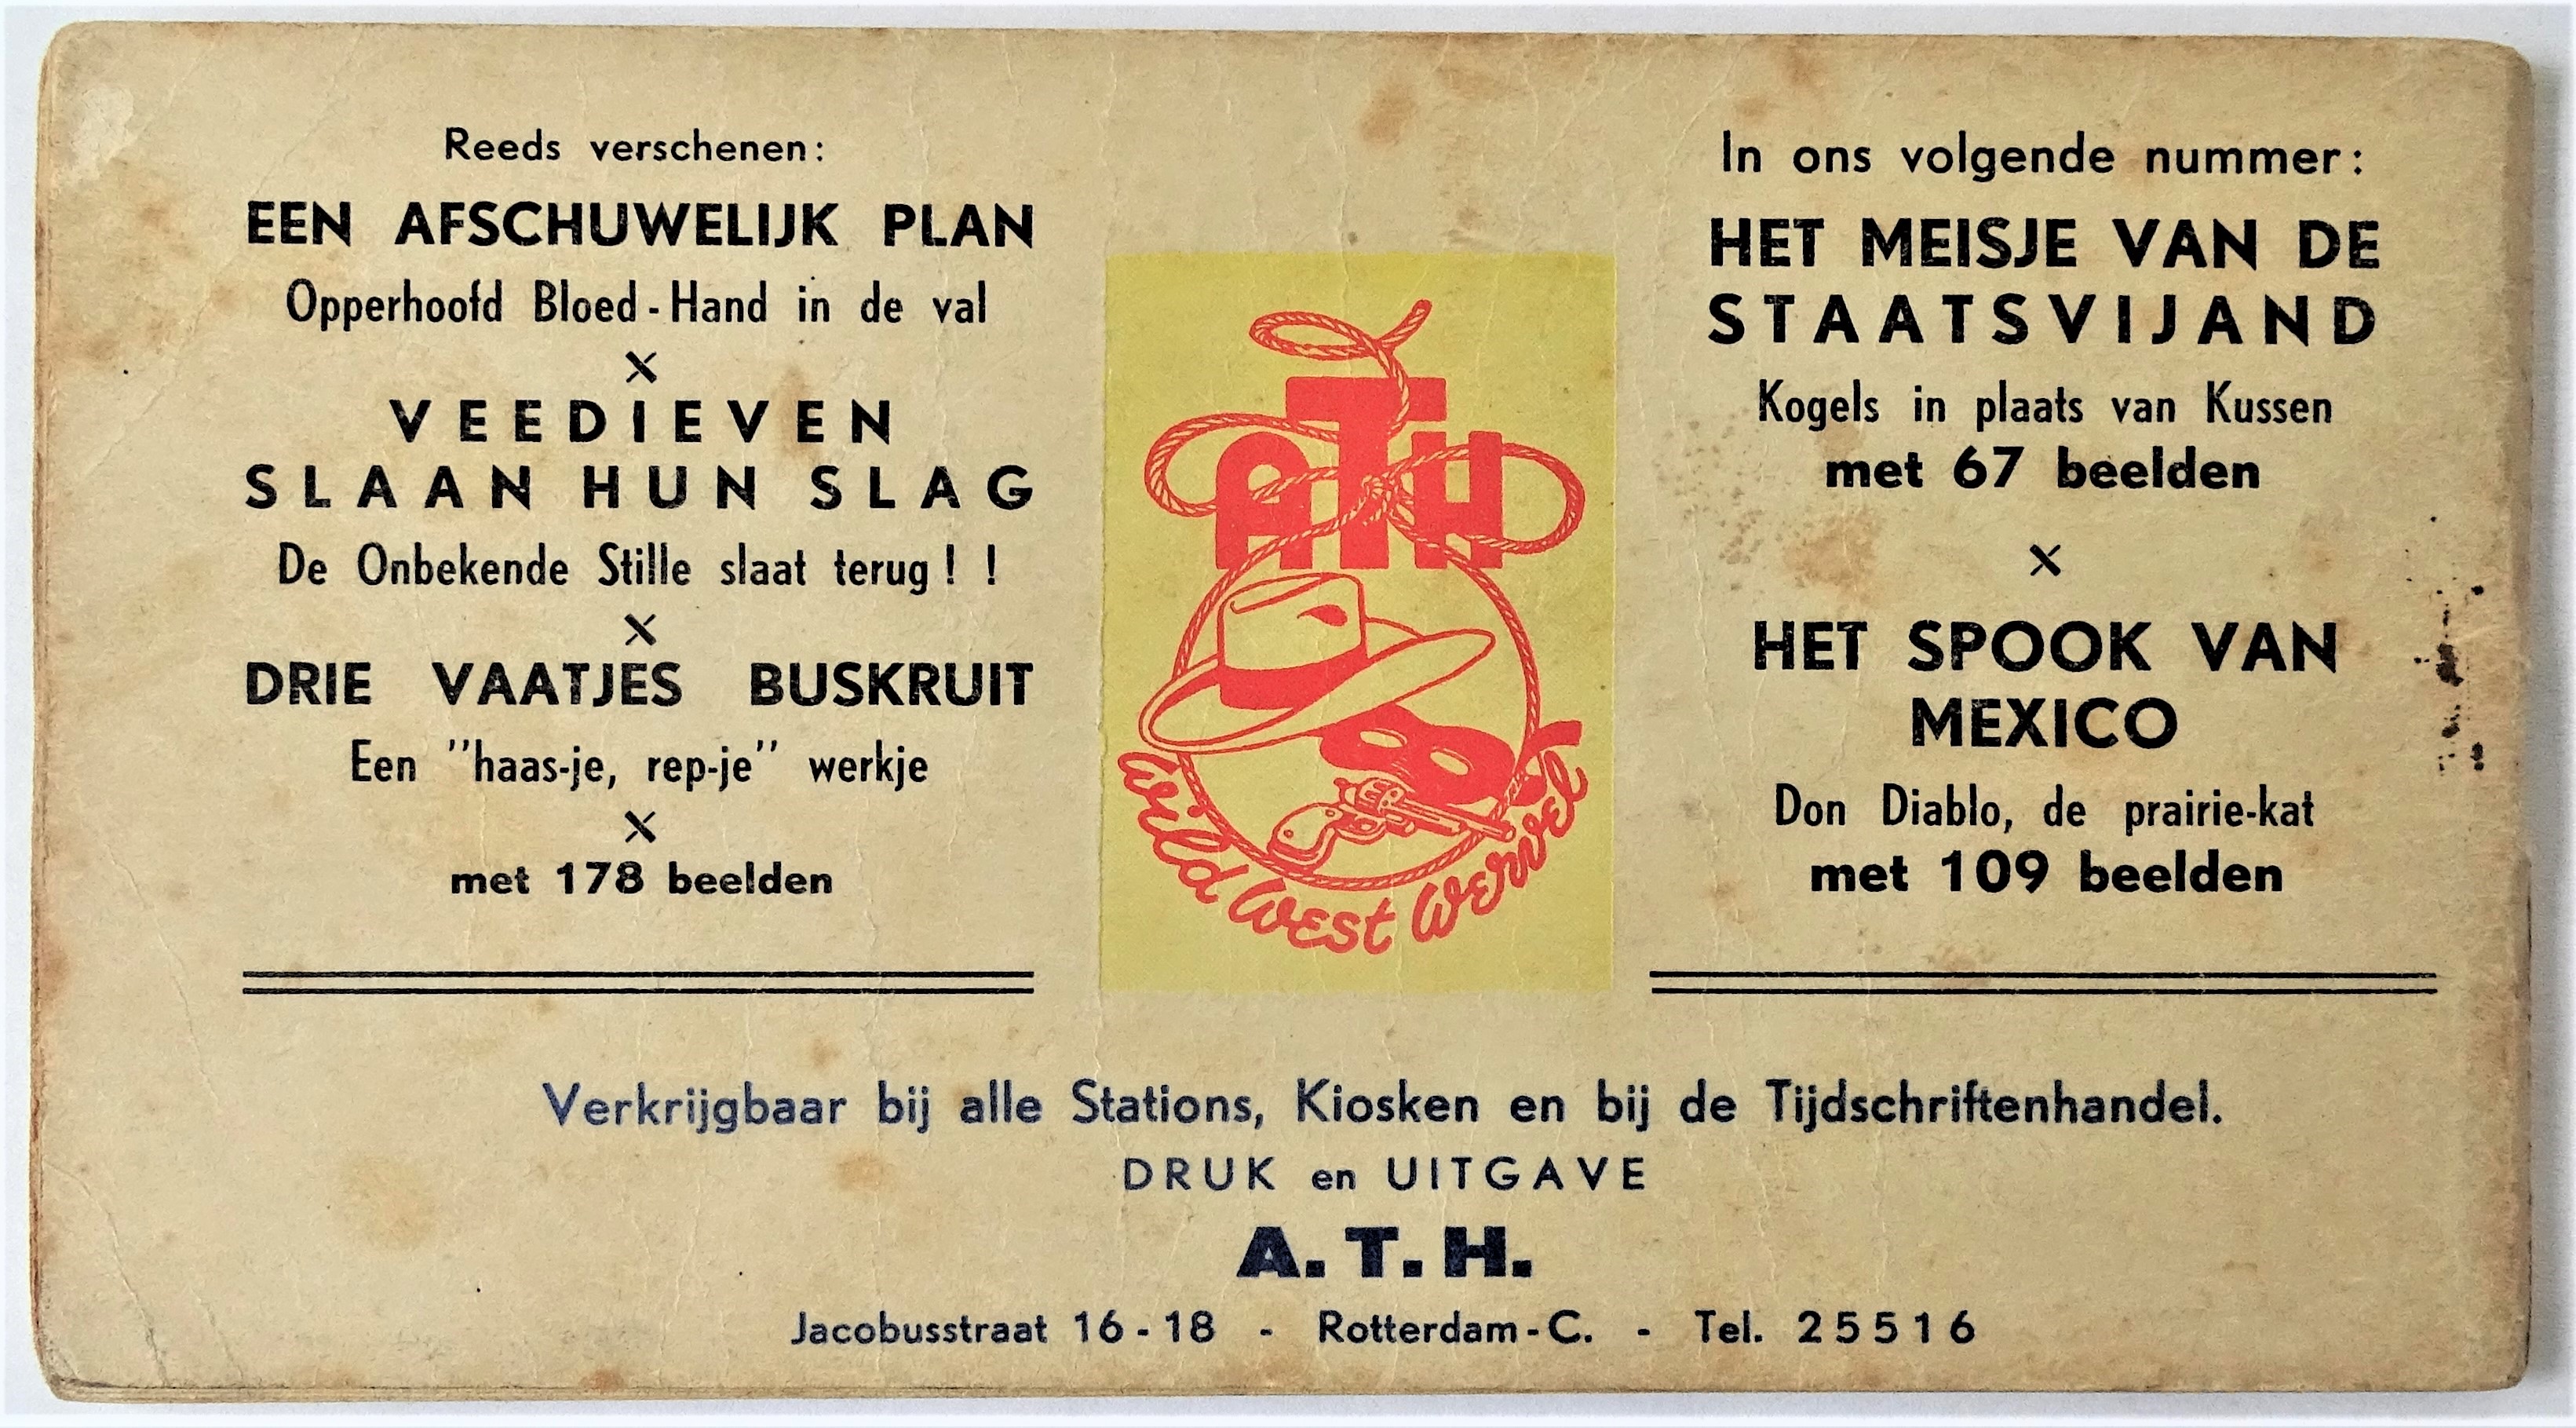 Reeds verschenen:
EEN AFSCHUWELIJK PLAN
Opperhoofd Bloed-Hand in de val
×
VEEDIEVEN
SLAAN HUN SLAG
De Onbekende Stille slaat terug! !
×
DRIE VAATJES BUSKRUIT
Een "haas-je, rep-je" werkje
×
met 178 beelden
ATH
Wild West Wervel
In ons volgende nummer:
HET MEISJE VAN DE
STAATSVIJAND
Kogels in plaats van Kussen
met 67 beelden
×
HET SPOOK VAN
MEXICO
Don Diablo, de prairie-kat
met 109 beelden
Verkrijgbaar bij alle Stations, Kiosken en bij de Tijdschriftenhandel.
DRUK en UITGAVE
A.T.H.
Jacobusstraat 16-18 - Rotterdam-C. - Tel. 25516